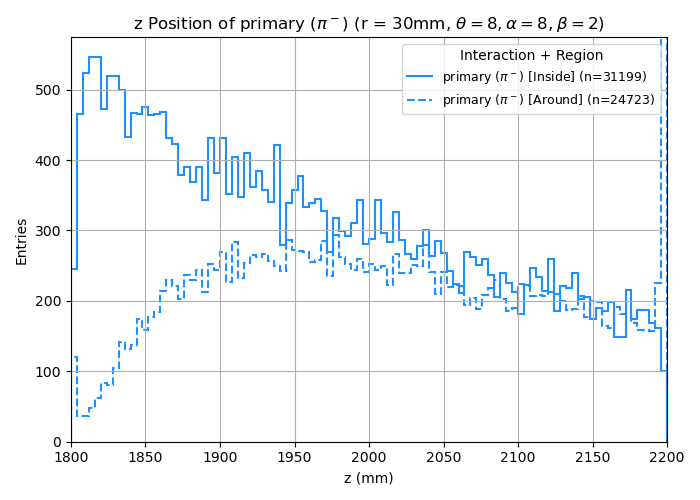 z Position of primary (π⁻) (r = 30mm, θ = 8, α = 8, β = 2)
Interaction + Region
primary (π⁻) [Inside] (n=31199)
primary (π⁻) [Around] (n=24723)
Entries
500
400
300
200
100
0
1800 1850 1900 1950 2000 2050 2100 2150 2200
z (mm)